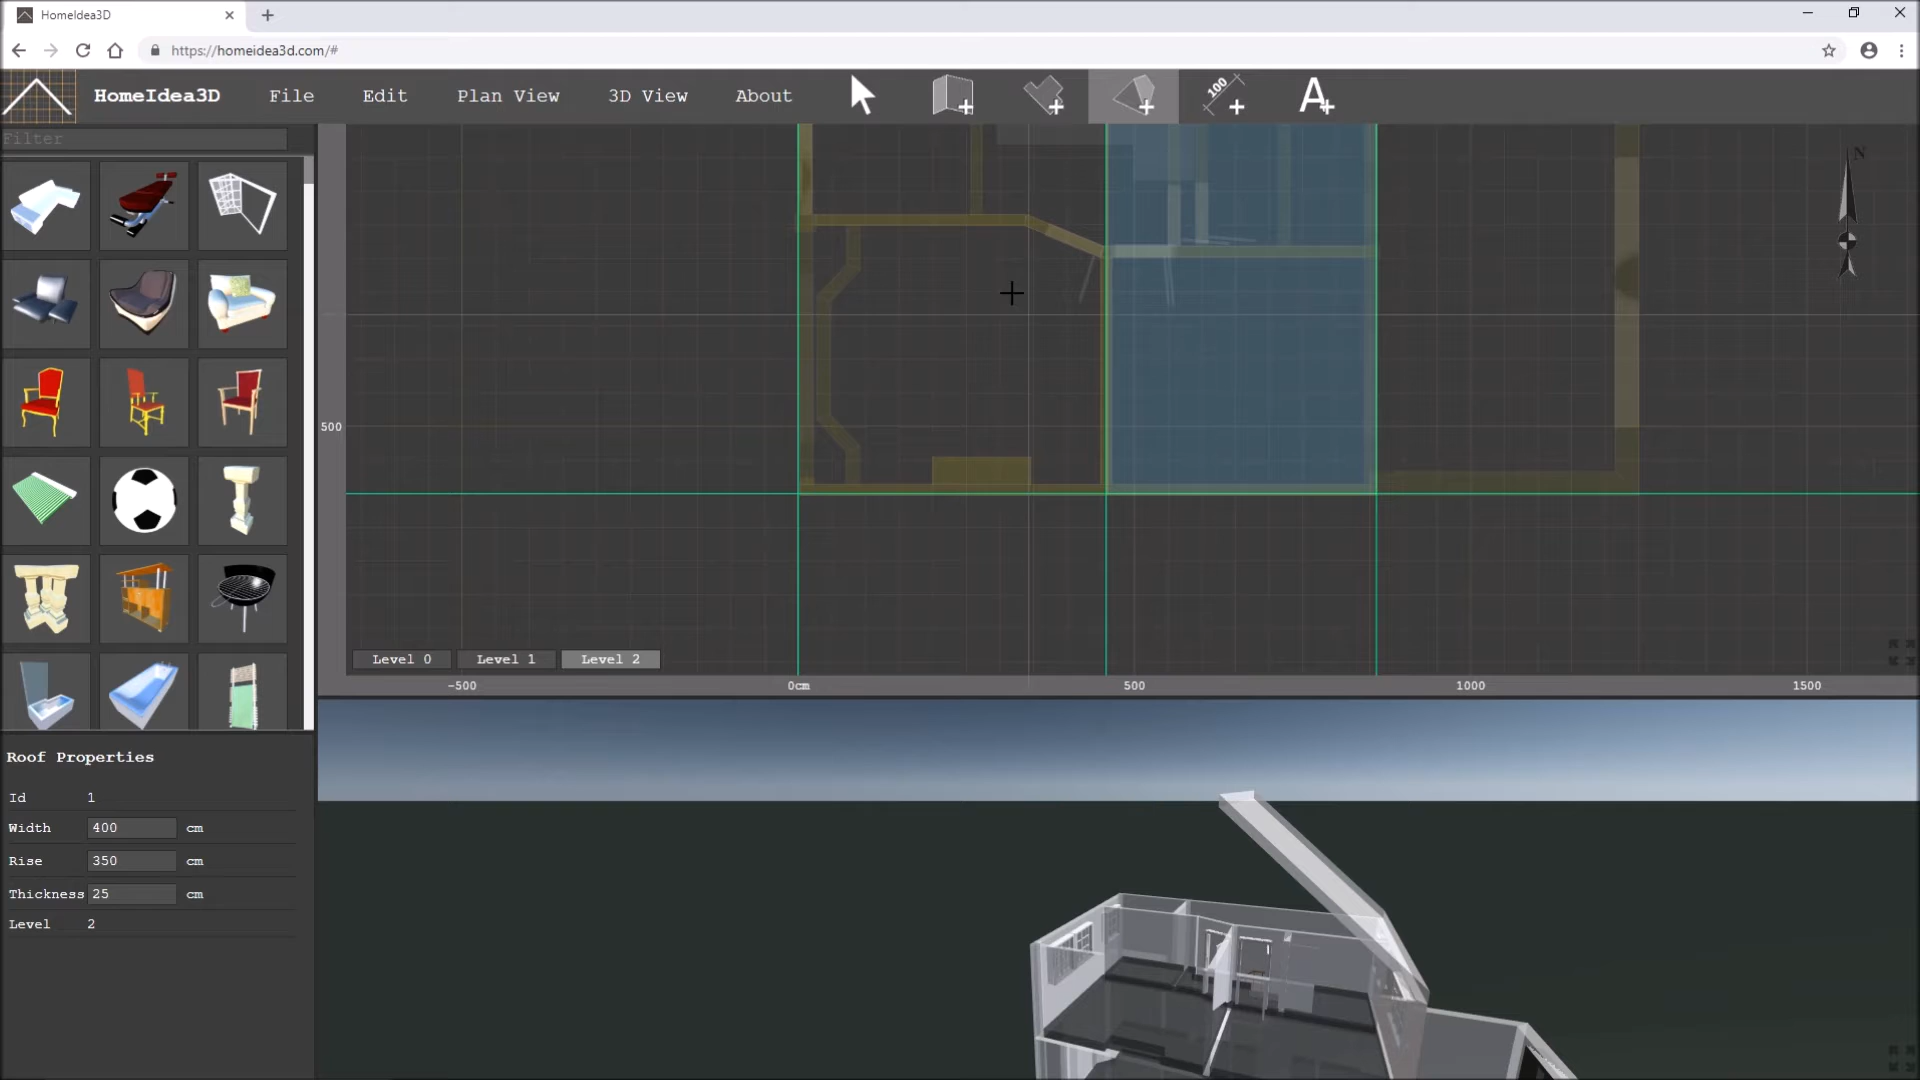 HomeIdea3D
https://homeidea3d.com/#
HomeIdea3D File Edit Plan View 3D View About 100 A
Filter
N
500
Level 0 Level 1 Level 2
-500 0cm 500 1000 1500
Roof Properties
Id 1
Width 400 cm
Rise 350 cm
Thickness 25 cm
Level 2